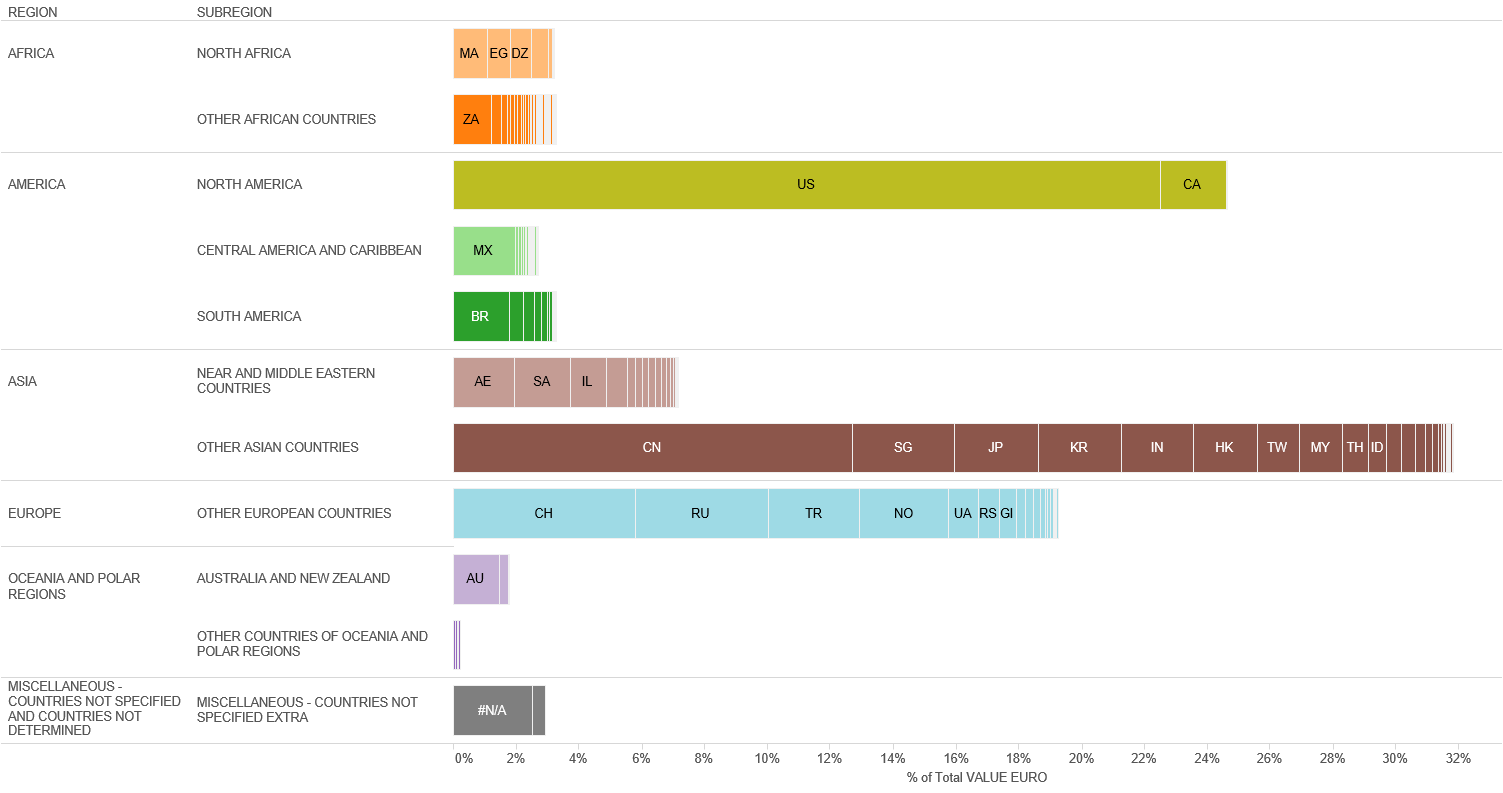 REGION SUBREGION
AFRICA NORTH AFRICA MA EG DZ
OTHER AFRICAN COUNTRIES ZA
AMERICA NORTH AMERICA US CA
CENTRAL AMERICA AND CARIBBEAN MX
SOUTH AMERICA BR
ASIA NEAR AND MIDDLE EASTERN
COUNTRIES AE SA IL
OTHER ASIAN COUNTRIES CN SG JP KR IN HK TW MY TH ID
EUROPE OTHER EUROPEAN COUNTRIES CH RU TR NO UA RS GI
OCEANIA AND POLAR
REGIONS
AUSTRALIA AND NEW ZEALAND AU
OTHER COUNTRIES OF OCEANIA AND
POLAR REGIONS
MISCELLANEOUS -
COUNTRIES NOT SPECIFIED
AND COUNTRIES NOT
DETERMINED
MISCELLANEOUS - COUNTRIES NOT
SPECIFIED EXTRA
#N/A
0% 2% 4% 6% 8% 10% 12% 14% 16% 18% 20% 22% 24% 26% 28% 30% 32%
% of Total VALUE EURO